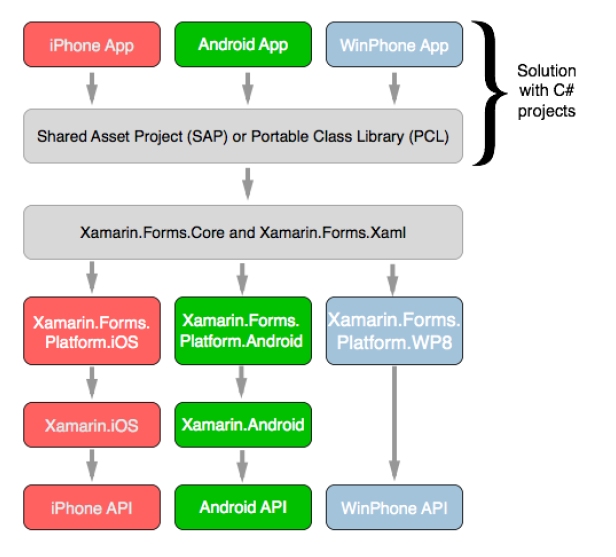 iPhone App
Android App
WinPhone App
Solution
with C#
projects
Shared Asset Project (SAP) or Portable Class Library (PCL)
Xamarin.Forms.Core and Xamarin.Forms.Xaml
Xamarin.Forms.
Platform.iOS
Xamarin.Forms.
Platform.Android
Xamarin.Forms.
Platform.WP8
Xamarin.iOS
Xamarin.Android
iPhone API
Android API
WinPhone API